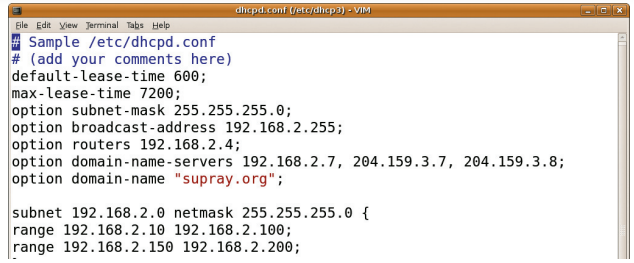 dhcpd.conf (/etc/dhcp3) - VIM
File Edit View Terminal Tabs Help
# Sample /etc/dhcpd.conf
# (add your comments here)
default-lease-time 600;
max-lease-time 7200;
option subnet-mask 255.255.255.0;
option broadcast-address 192.168.2.255;
option routers 192.168.2.4;
option domain-name-servers 192.168.2.7, 204.159.3.7, 204.159.3.8;
option domain-name "supray.org";

subnet 192.168.2.0 netmask 255.255.255.0 {
range 192.168.2.10 192.168.2.100;
range 192.168.2.150 192.168.2.200;